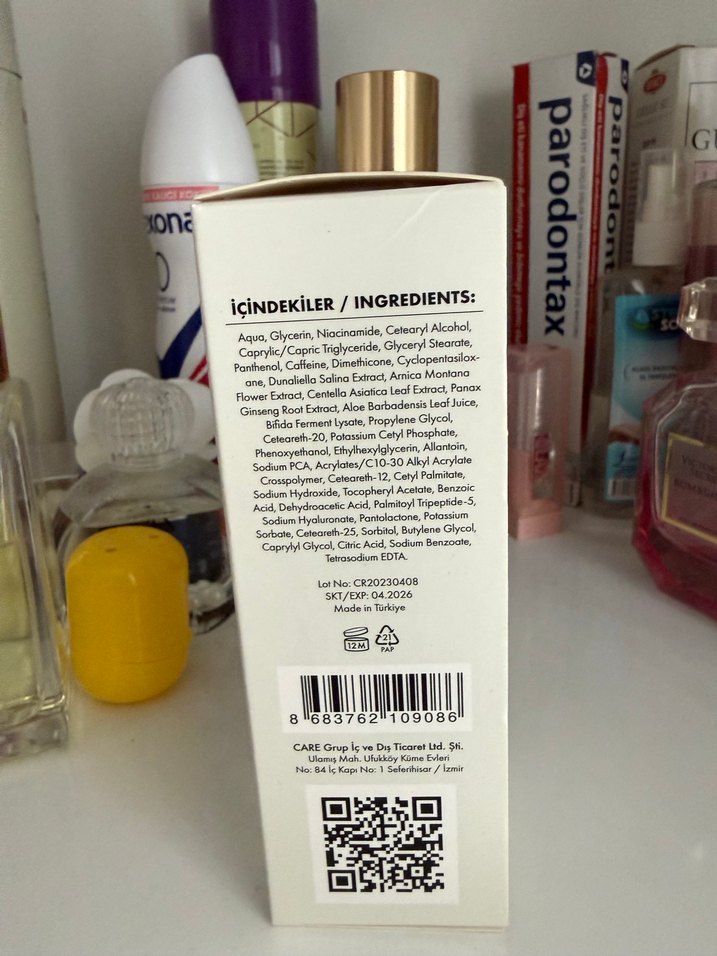 xona
parodontax
parodont
GU
İÇİNDEKİLER / INGREDIENTS:
Aqua, Glycerin, Niacinamide, Cetearyl Alcohol,
Caprylic/Capric Triglyceride, Glyceryl Stearate,
Panthenol, Caffeine, Dimethicone, Cyclopentasilox-
ane, Dunaliella Salina Extract, Arnica Montana
Flower Extract, Centella Asiatica Leaf Extract, Panax
Ginseng Root Extract, Aloe Barbadensis Leaf Juice,
Bifida Ferment Lysate, Propylene Glycol,
Ceteareth-20, Potassium Cetyl Phosphate,
Phenoxyethanol, Ethylhexylglycerin, Allantoin,
Sodium PCA, Acrylates/C10-30 Alkyl Acrylate
Crosspolymer, Ceteareth-12, Cetyl Palmitate,
Sodium Hydroxide, Tocopheryl Acetate, Benzoic
Acid, Dehydroacetic Acid, Palmitoyl Tripeptide-5,
Sodium Hyaluronate, Pantolactone, Potassium
Sorbate, Ceteareth-25, Sorbitol, Butylene Glycol,
Caprylyl Glycol, Citric Acid, Sodium Benzoate,
Tetrasodium EDTA.
Lot No: CR20230408
SKT/EXP: 04.2026
Made in Türkiye
12M
21
PAP
8 683762 109086
CARE Grup İç ve Dış Ticaret Ltd. Şti.
Ulamış Mah. Ufukköy Küme Evleri
No: 84 İç Kapı No: 1 Seferihisar / İzmir